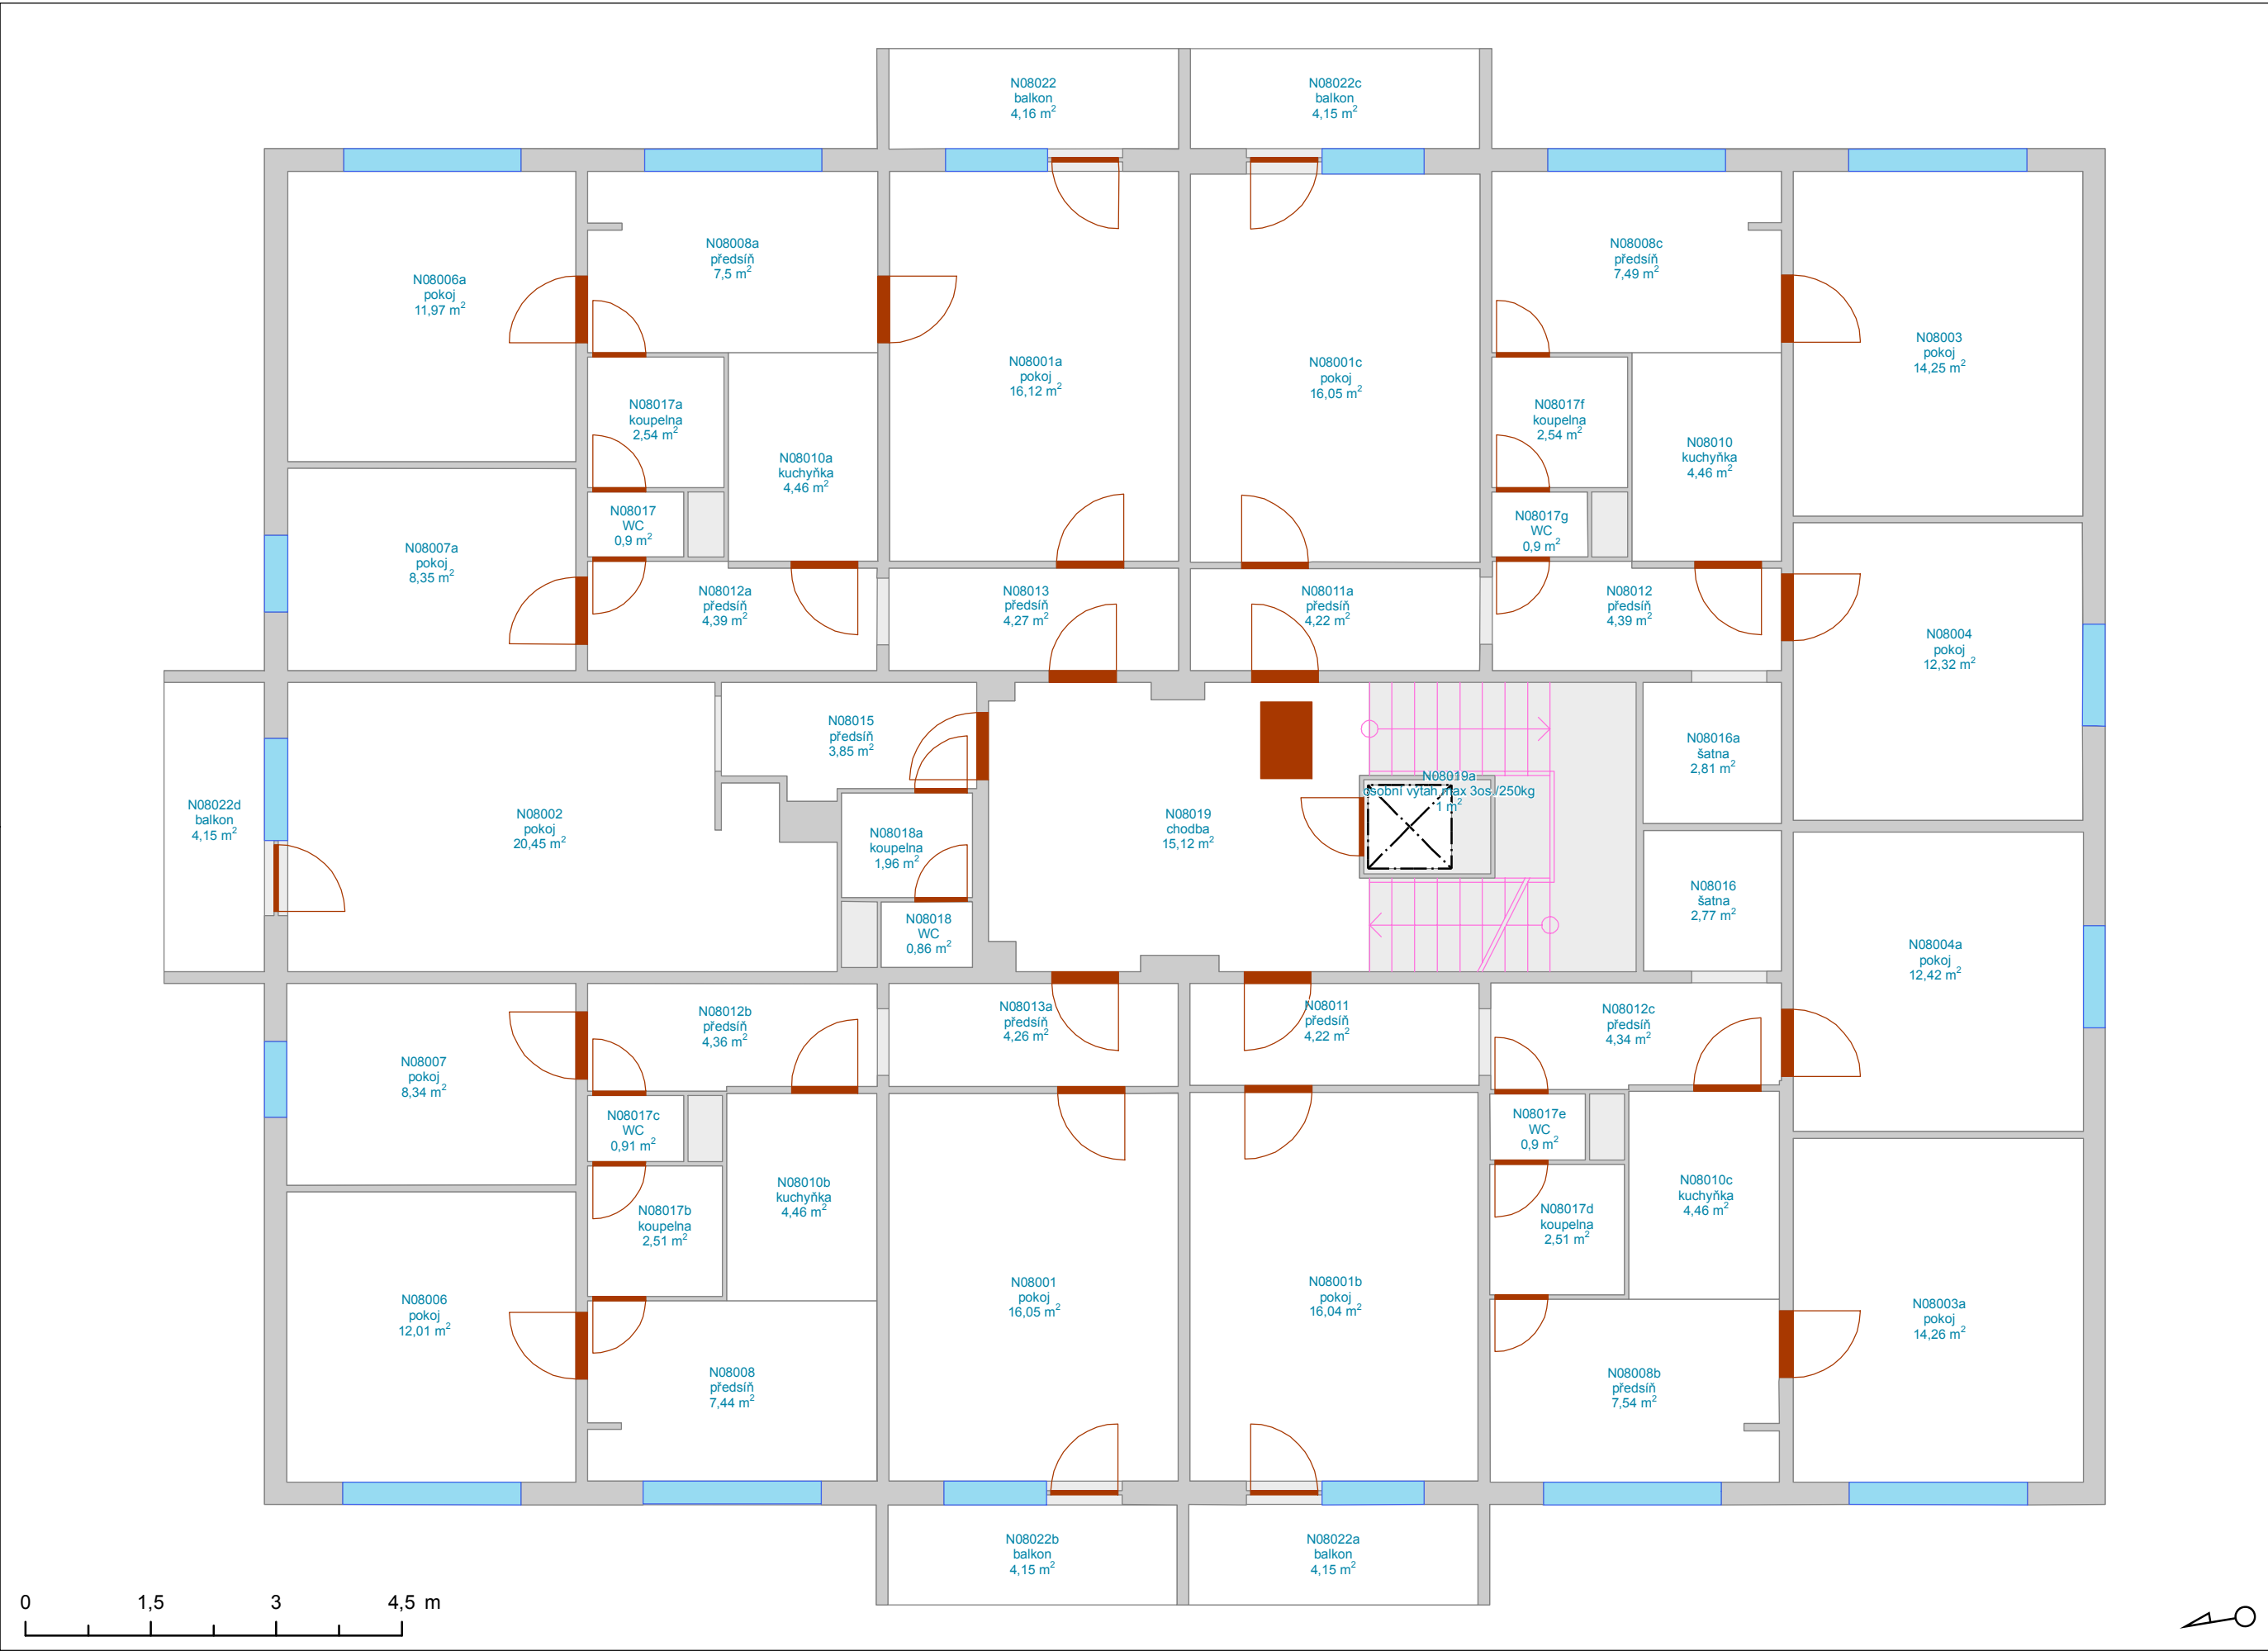 N08022
balkon
4,16 m²
N08022c
balkon
4,15 m²
N08006a
pokoj
11,97 m²
N08008a
předsíň
7,5 m²
N08001a
pokoj
16,12 m²
N08001c
pokoj
16,05 m²
N08008c
předsíň
7,49 m²
N08003
pokoj
14,25 m²
N08017a
koupelna
2,54 m²
N08010a
kuchyňka
4,46 m²
N08017f
koupelna
2,54 m²
N08010
kuchyňka
4,46 m²
N08007a
pokoj
8,35 m²
N08017
WC
0,9 m²
N08017g
WC
0,9 m²
N08012a
předsíň
4,39 m²
N08013
předsíň
4,27 m²
N08011a
předsíň
4,22 m²
N08012
předsíň
4,39 m²
N08004
pokoj
12,32 m²
N08022d
balkon
4,15 m²
N08002
pokoj
20,45 m²
N08015
předsíň
3,85 m²
N08018a
koupelna
1,96 m²
N08018
WC
0,86 m²
N08019
chodba
15,12 m²
N08019a
osobní výtah max 3os./250kg
1 m²
N08016a
šatna
2,81 m²
N08016
šatna
2,77 m²
N08004a
pokoj
12,42 m²
N08007
pokoj
8,34 m²
N08012b
předsíň
4,36 m²
N08013a
předsíň
4,26 m²
N08011
předsíň
4,22 m²
N08012c
předsíň
4,34 m²
N08017c
WC
0,91 m²
N08017e
WC
0,9 m²
N08017b
koupelna
2,51 m²
N08010b
kuchyňka
4,46 m²
N08017d
koupelna
2,51 m²
N08010c
kuchyňka
4,46 m²
N08006
pokoj
12,01 m²
N08008
předsíň
7,44 m²
N08001
pokoj
16,05 m²
N08001b
pokoj
16,04 m²
N08008b
předsíň
7,54 m²
N08003a
pokoj
14,26 m²
N08022b
balkon
4,15 m²
N08022a
balkon
4,15 m²
0 1,5 3 4,5 m